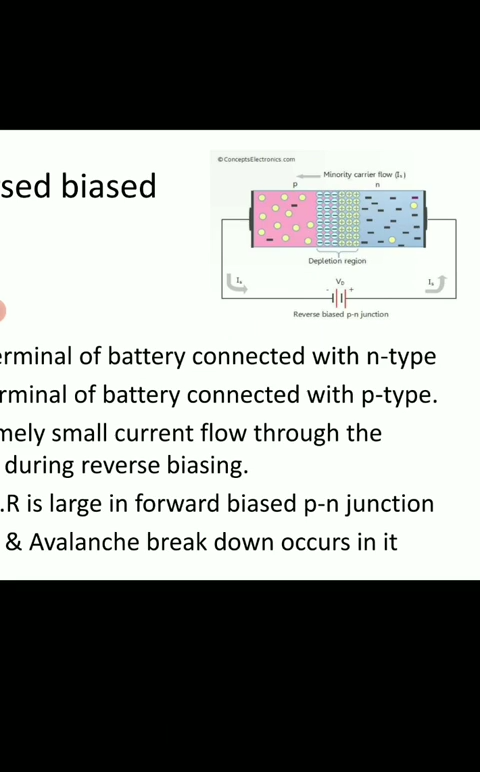 © ConceptsElectronics.com
Minority carrier flow (Iₛ)
sed biased
p n
Depletion region
Iₛ V_D Iₛ
- +
Reverse biased p-n junction
erminal of battery connected with n-type
rminal of battery connected with p-type.
mely small current flow through the
during reverse biasing.
.R is large in forward biased p-n junction
& Avalanche break down occurs in it